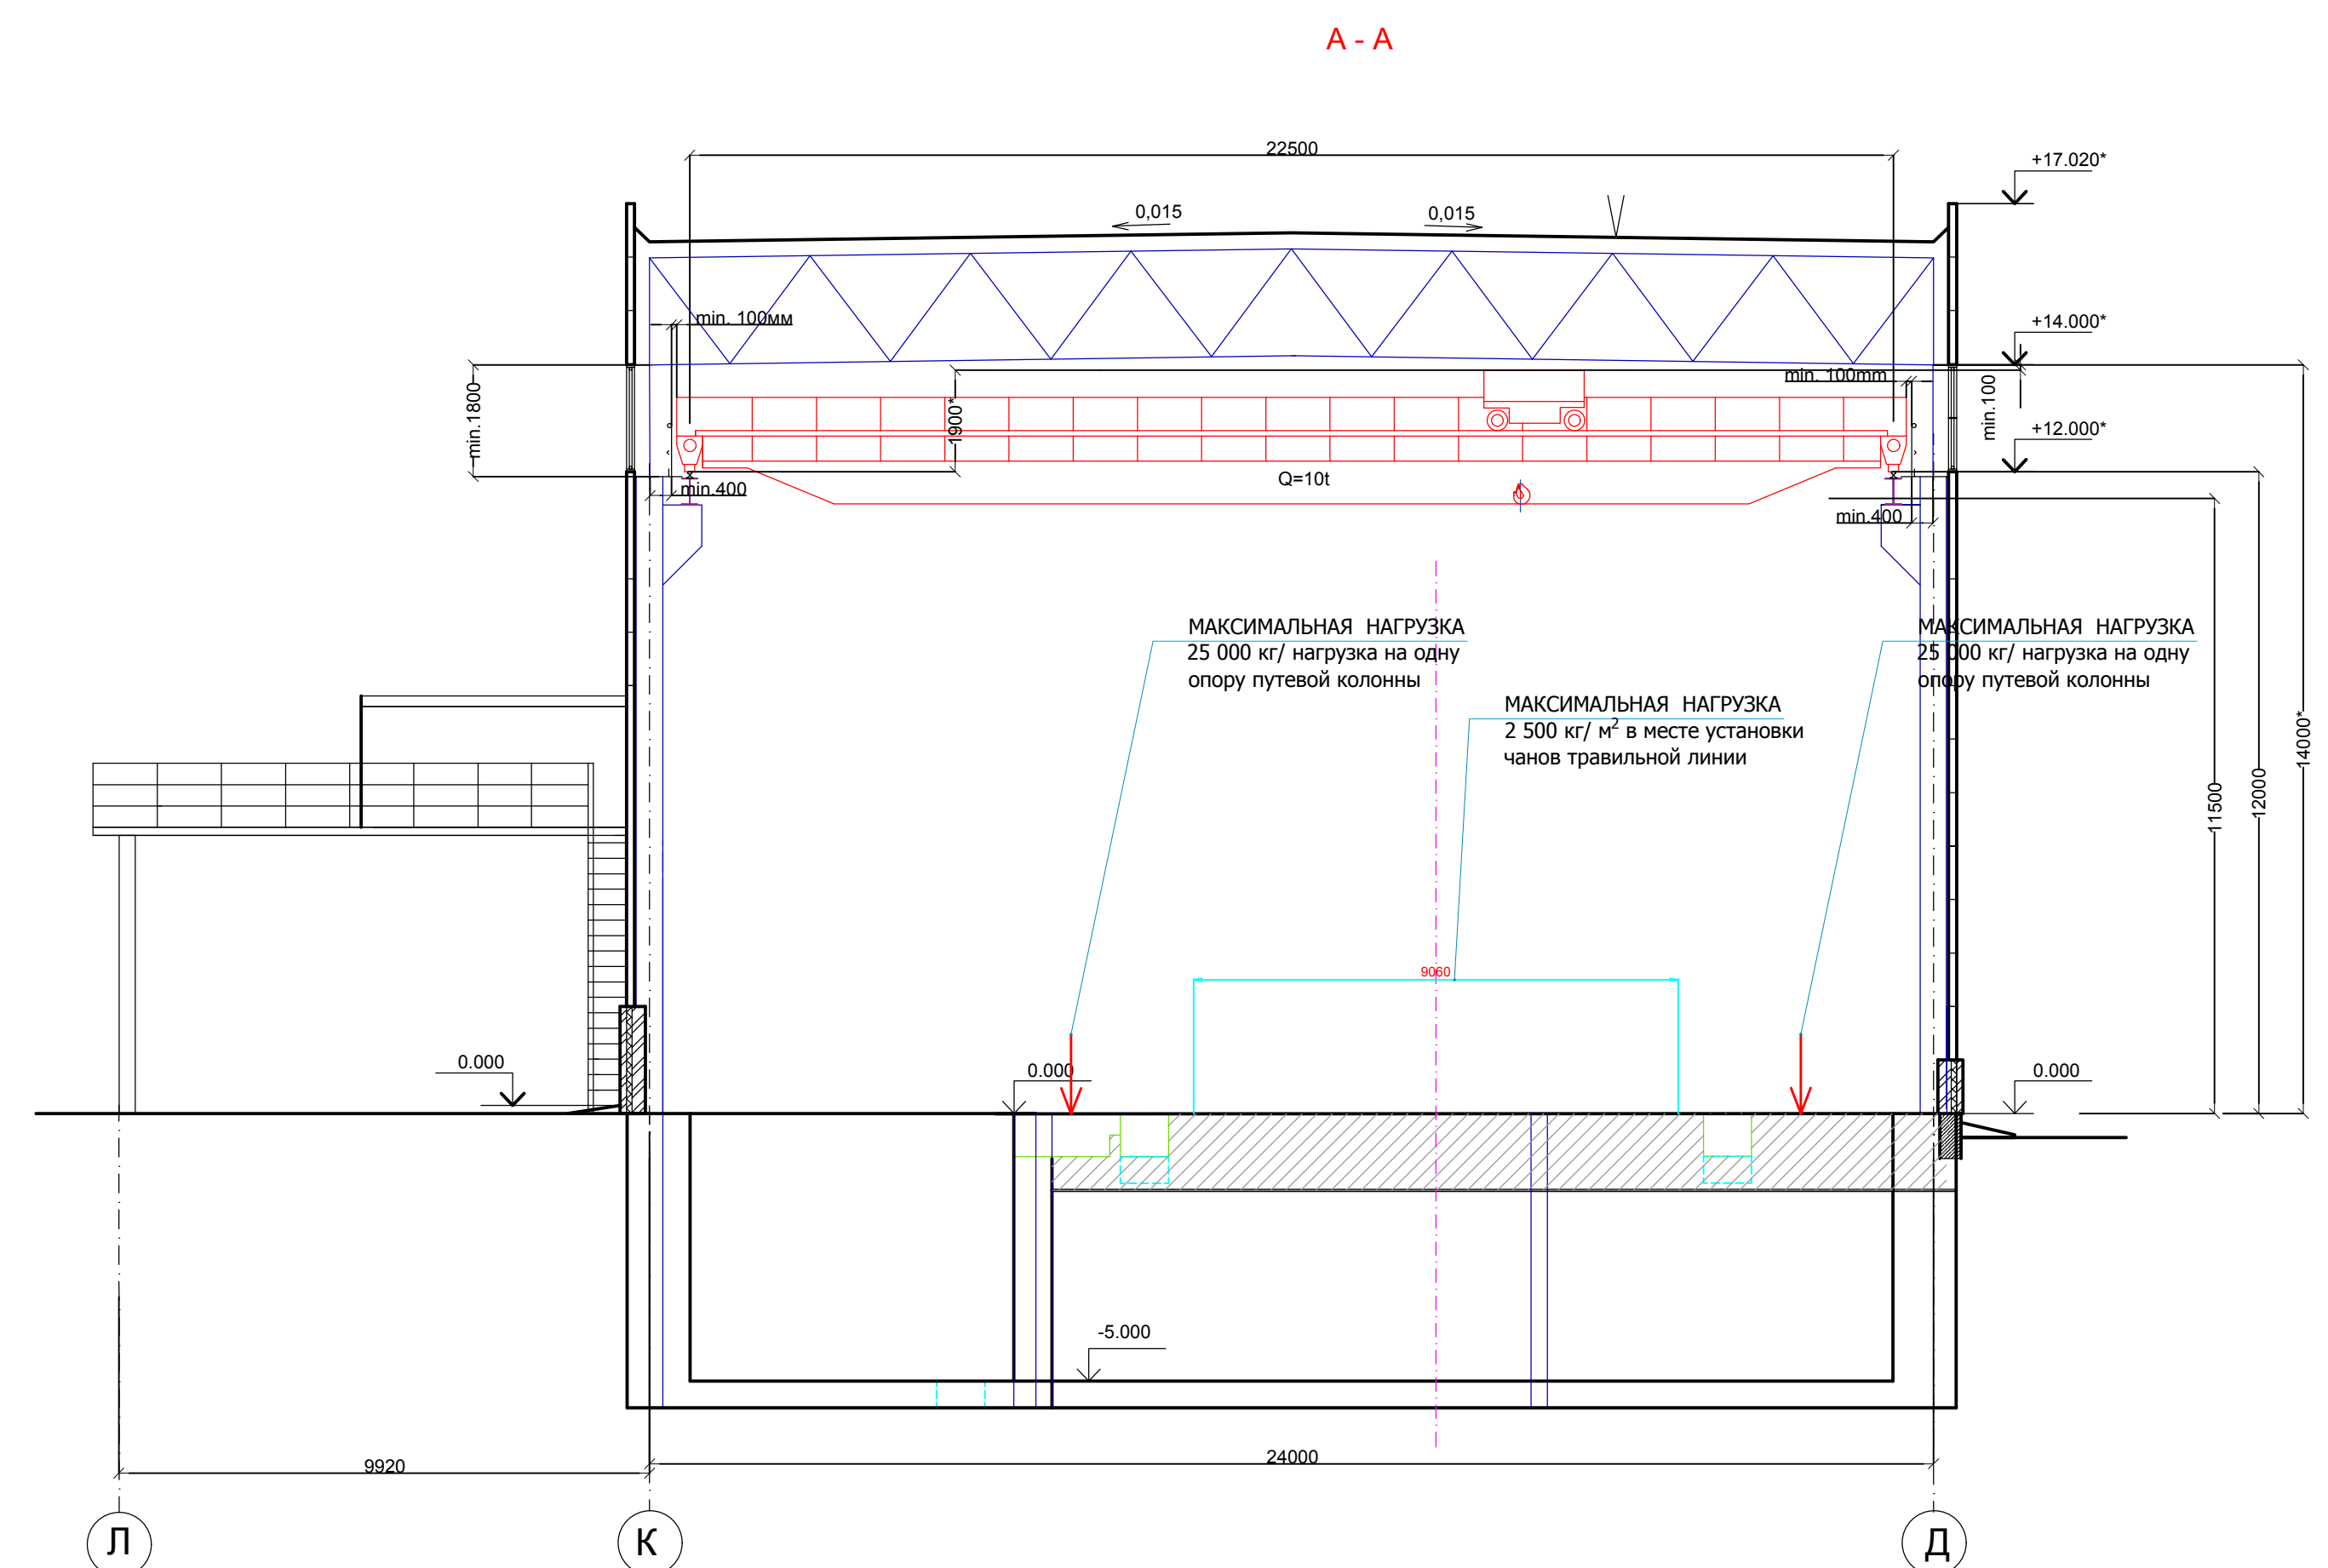 A - A
22500
+17.020*
0,015
0,015
min. 100мм
+14.000*
min. 100mm
min.1800
1900*
min.100
+12.000*
Q=10t
min.400
min.400
МАКСИМАЛЬНАЯ НАГРУЗКА
25 000 кг/ нагрузка на одну
опору путевой колонны
МАКСИМАЛЬНАЯ НАГРУЗКА
25 000 кг/ нагрузка на одну
опору путевой колонны
МАКСИМАЛЬНАЯ НАГРУЗКА
2 500 кг/ м² в месте установки
чанов травильной линии
14000*
12000
11500
9060
0.000
0.000
0.000
-5.000
9920
24000
Л
К
Д